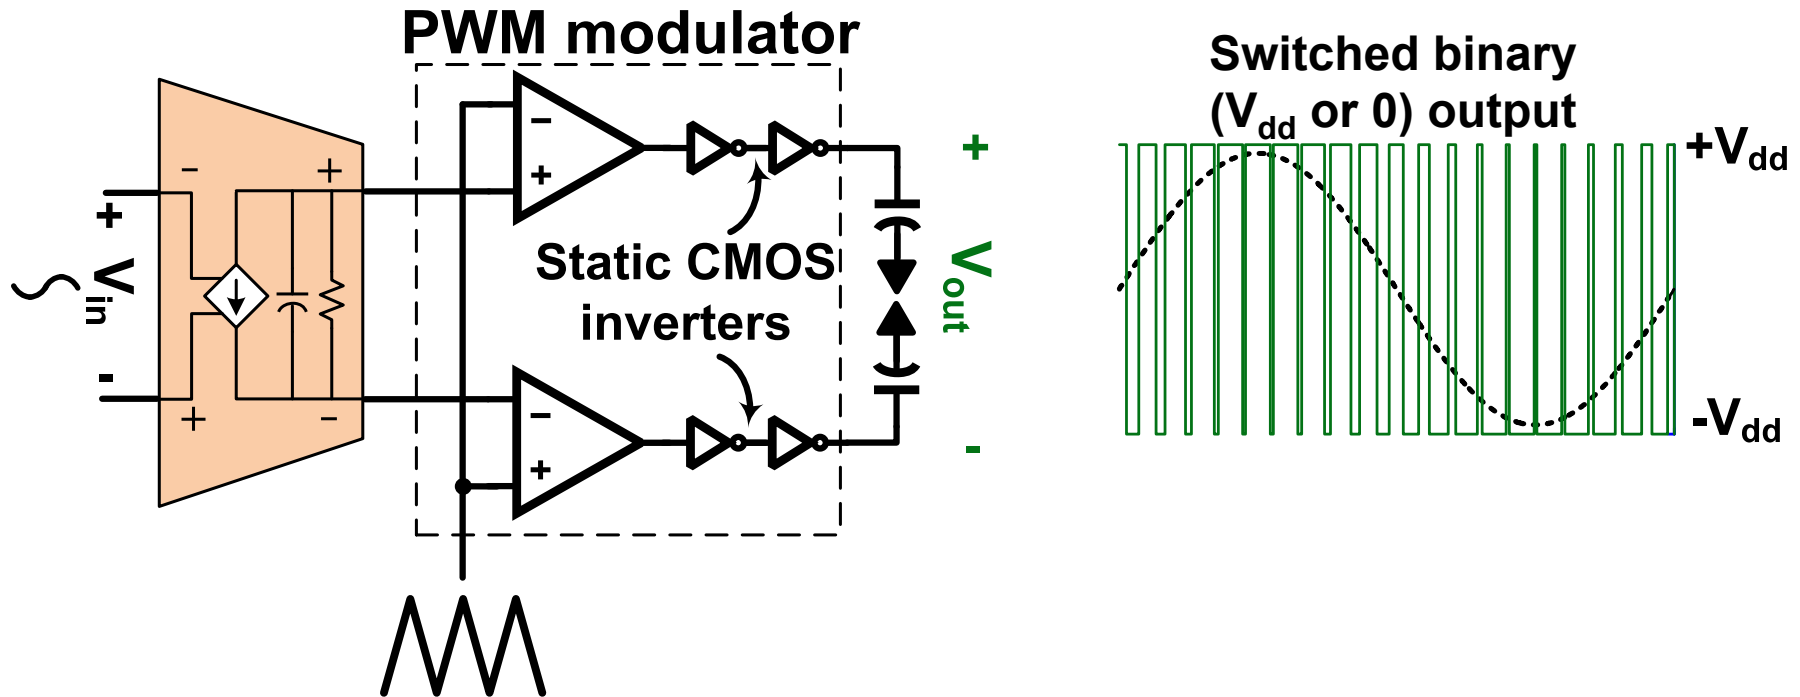 PWM modulator
Switched binary
(Vdd or 0) output
+Vdd
-Vdd
- +
+
Vin
-
+ -
-
+
-
+
Static CMOS
inverters
+
Vout
-